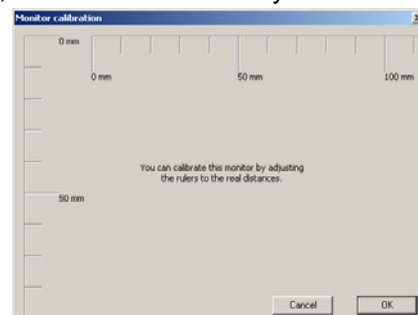 Monitor calibration
0 mm
0 mm 50 mm 100 mm
You can calibrate this monitor by adjusting
the rulers to the real distances.
50 mm
Cancel OK